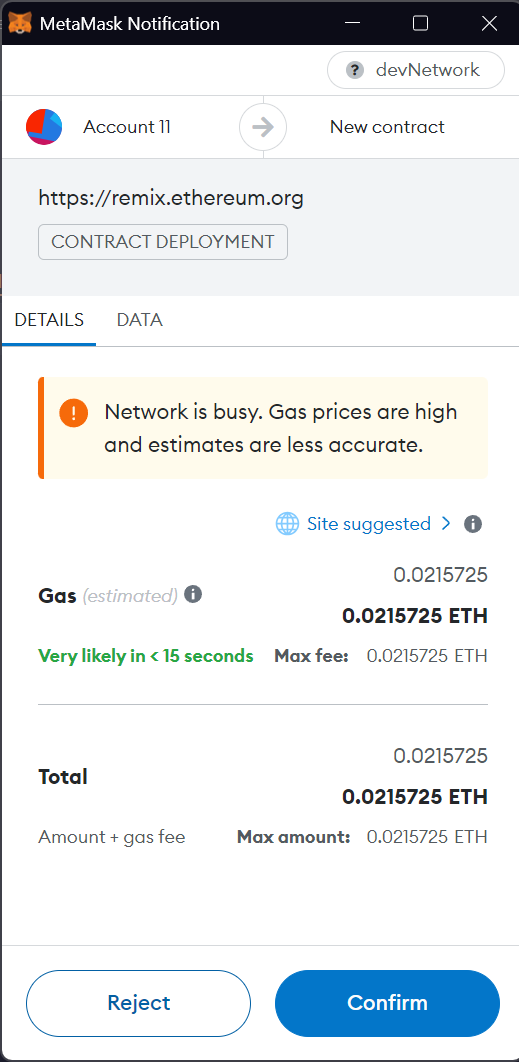 MetaMask Notification
devNetwork
Account 11
New contract
https://remix.ethereum.org
CONTRACT DEPLOYMENT
DETAILS
DATA
Network is busy. Gas prices are high
and estimates are less accurate.
Site suggested
0.0215725
Gas (estimated)
0.0215725 ETH
Very likely in < 15 seconds
Max fee: 0.0215725 ETH
0.0215725
Total
0.0215725 ETH
Amount + gas fee
Max amount: 0.0215725 ETH
Reject
Confirm